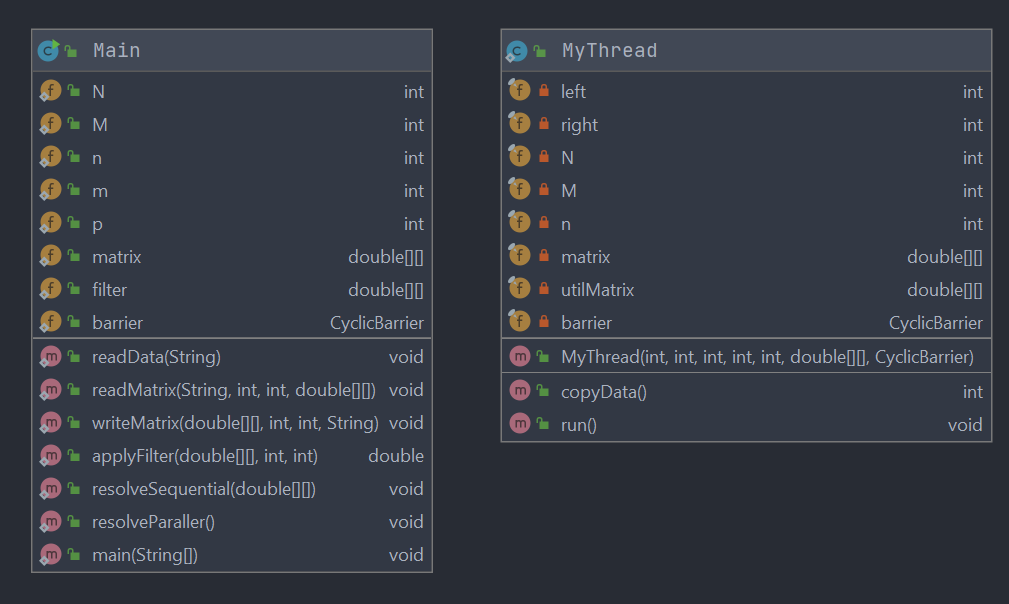 Main
N int
M int
n int
m int
p int
matrix double[][]
filter double[][]
barrier CyclicBarrier
readData(String) void
readMatrix(String, int, int, double[][]) void
writeMatrix(double[][], int, int, String) void
applyFilter(double[][], int, int) double
resolveSequential(double[][]) void
resolveParaller() void
main(String[]) void
MyThread
left int
right int
N int
M int
n int
matrix double[][]
utilMatrix double[][]
barrier CyclicBarrier
MyThread(int, int, int, int, int, double[][], CyclicBarrier)
copyData() int
run() void